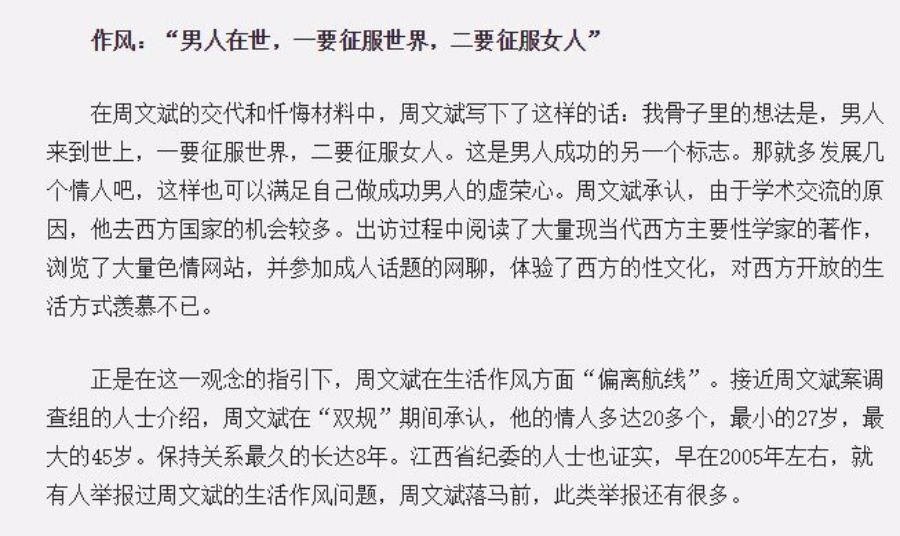 作风：“男人在世，一要征服世界，二要征服女人”
在周文斌的交代和忏悔材料中，周文斌写下了这样的话：我骨子里的想法是，男人
来到世上，一要征服世界，二要征服女人。这是男人成功的另一个标志。那就多发展几
个情人吧，这样也可以满足自己做成功男人的虚荣心。周文斌承认，由于学术交流的原
因，他去西方国家的机会较多。出访过程中阅读了大量现当代西方主要性学家的著作，
浏览了大量色情网站，并参加成人话题的网聊，体验了西方的性文化，对西方开放的生
活方式羡慕不已。
正是在这一观念的指引下，周文斌在生活作风方面“偏离航线”。接近周文斌案调
查组的人士介绍，周文斌在“双规”期间承认，他的情人多达20多个，最小的27岁，最
大的45岁。保持关系最久的长达8年。江西省纪委的人士也证实，早在2005年左右，就
有人举报过周文斌的生活作风问题，周文斌落马前，此类举报还有很多。